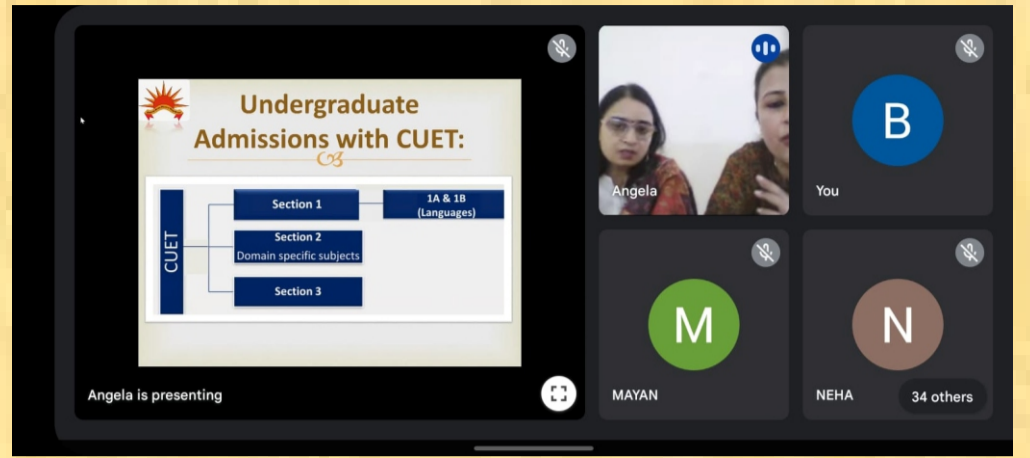 Undergraduate
Admissions with CUET:
CUET
Section 1
1A & 1B
(Languages)
Section 2
Domain specific subjects
Section 3
Angela is presenting
Angela
B
You
M
MAYAN
N
NEHA
34 others